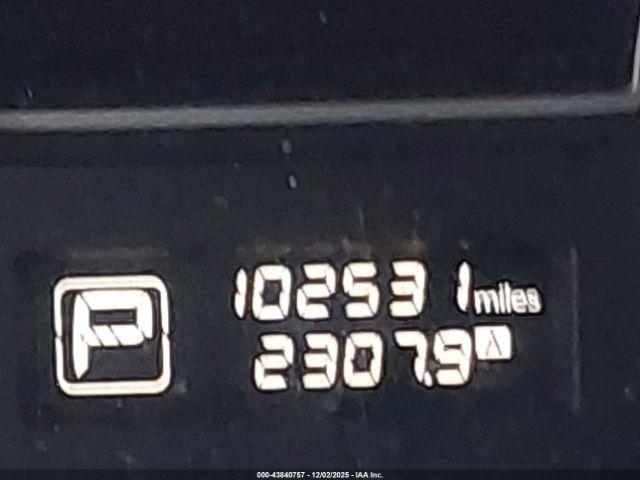 P
102531 miles
2307.9 A
000-43840757 - 12/02/2025 - IAA Inc.